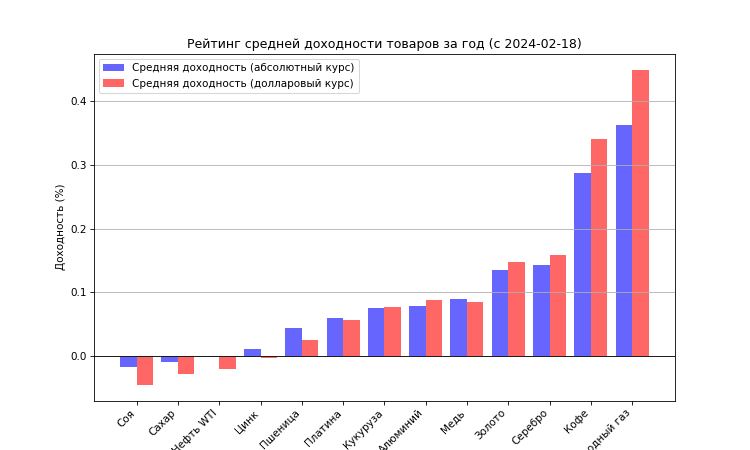 Рейтинг средней доходности товаров за год (с 2024-02-18)
Средняя доходность (абсолютный курс)
Средняя доходность (долларовый курс)
Доходность (%)
0.4
0.3
0.2
0.1
0.0
Соя
Сахар
Нефть WTI
Цинк
Пшеница
Платина
Кукуруза
Алюминий
Медь
Золото
Серебро
Кофе
газ